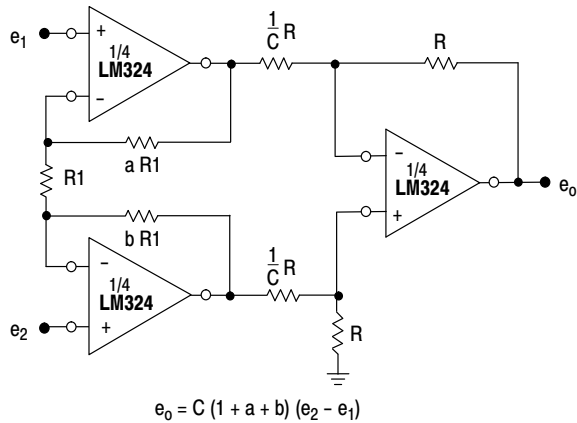 e1
+
1/4
LM324
−
1/C R
R
a R1
R1
b R1
−
1/4
LM324
+
eo
−
1/4
LM324
+
e2
1/C R
R
eo = C (1 + a + b) (e2 − e1)